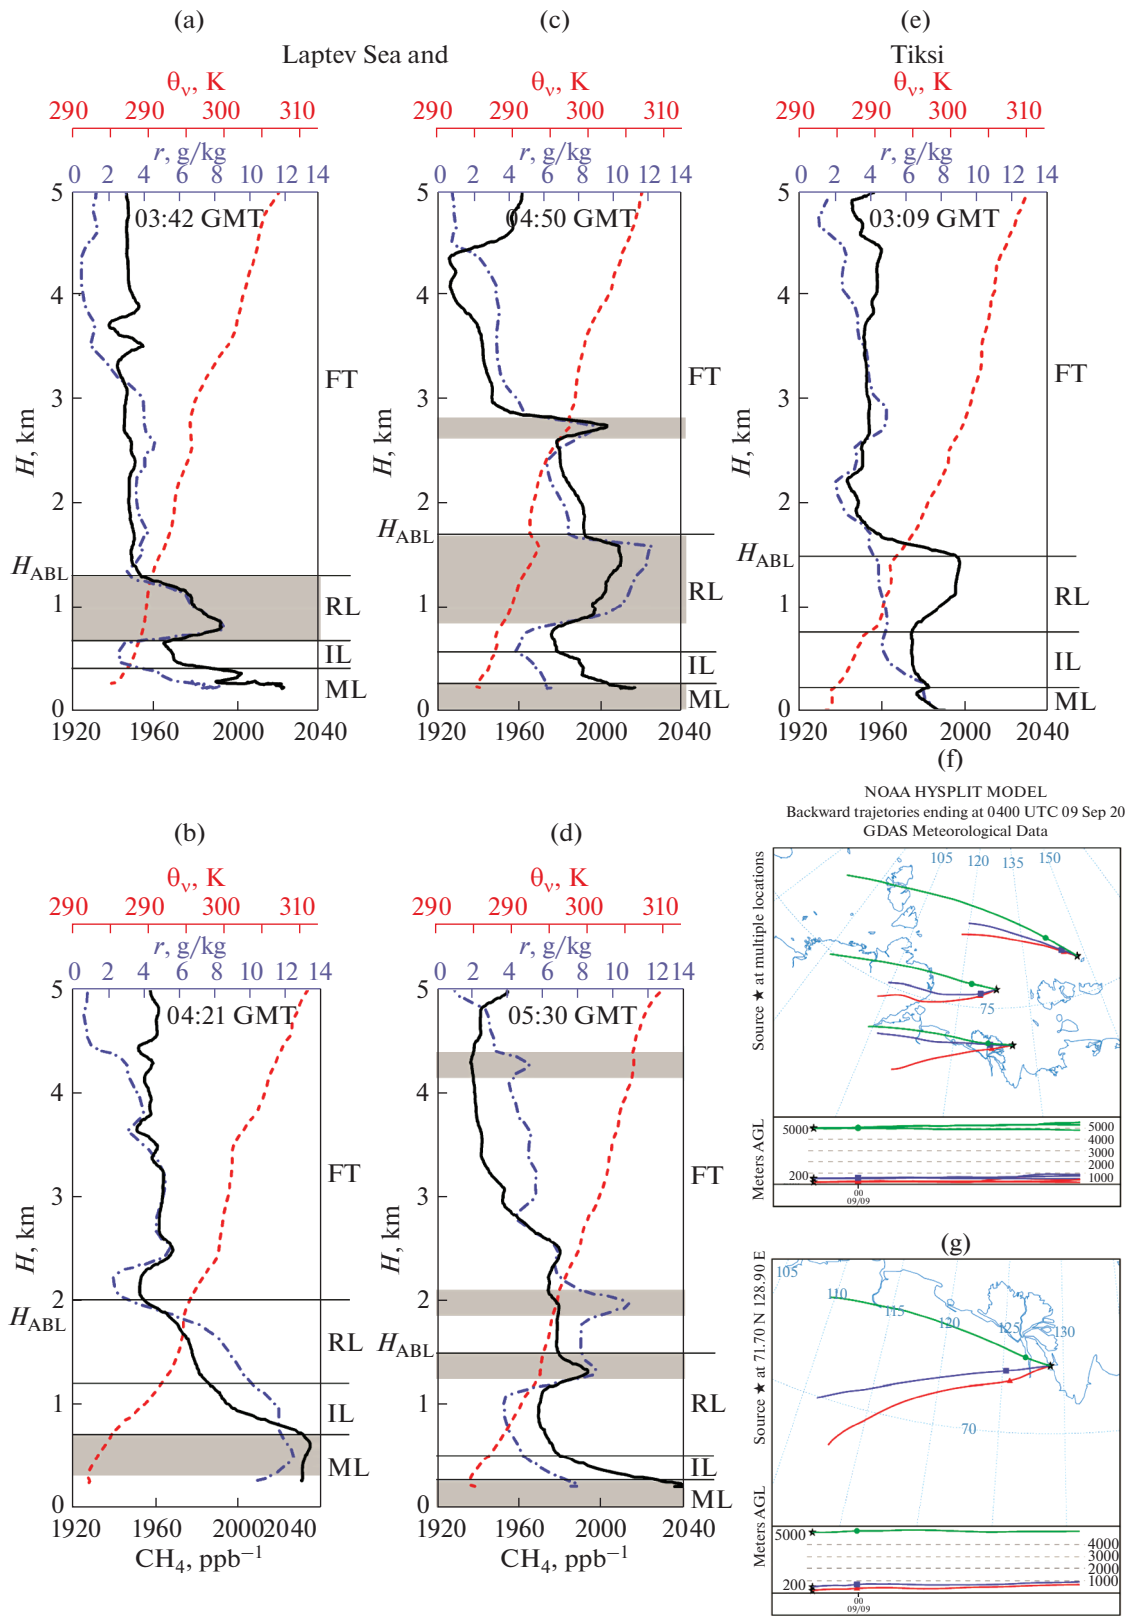 (a) (c) (e)
Laptev Sea and Tiksi
θv, K θv, K θv, K
290 290 300 310 290 290 300 310 290 290 300 310
r, g/kg r, g/kg r, g/kg
0 2 4 6 8 10 12 14 0 2 4 6 8 10 12 14 0 2 4 6 8 10 12 14
5 03:42 GMT 5 04:50 GMT 5 03:09 GMT
4 4 4
FT FT FT
3 3 3
H, km H, km H, km
2 2 2
HABL HABL HABL
1 RL 1 RL 1 RL
IL IL IL
0 ML 0 ML 0 ML
1920 1960 2000 2040 1920 1960 2000 2040 1920 1960 2000 2040
(b) (d)
θv, K θv, K
290 290 300 310 290 290 300 310
r, g/kg r, g/kg
0 2 4 6 8 10 12 14 0 2 4 6 8 10 12 14
5 04:21 GMT 5 05:30 GMT
4 4
FT FT
3 3
H, km H, km
2 2
HABL HABL
RL RL
1 1
IL IL
ML ML
0 0
1920 1960 2000 2040 1920 1960 2000 2040
CH4, ppb−1 CH4, ppb−1
(f)
NOAA HYSPLIT MODEL
Backward trajetories ending at 0400 UTC 09 Sep 20
GDAS Meteorological Data
Source ★ at multiple locations
105 120 135 150
75
Meters AGL
5000 5000
4000
3000
2000
200 1000
00
09/09
(g)
Source ★ at 71.70 N 128.90 E
105
110 115 120 125 130
70
Meters AGL
5000
4000
3000
2000
200 1000
00
09/09